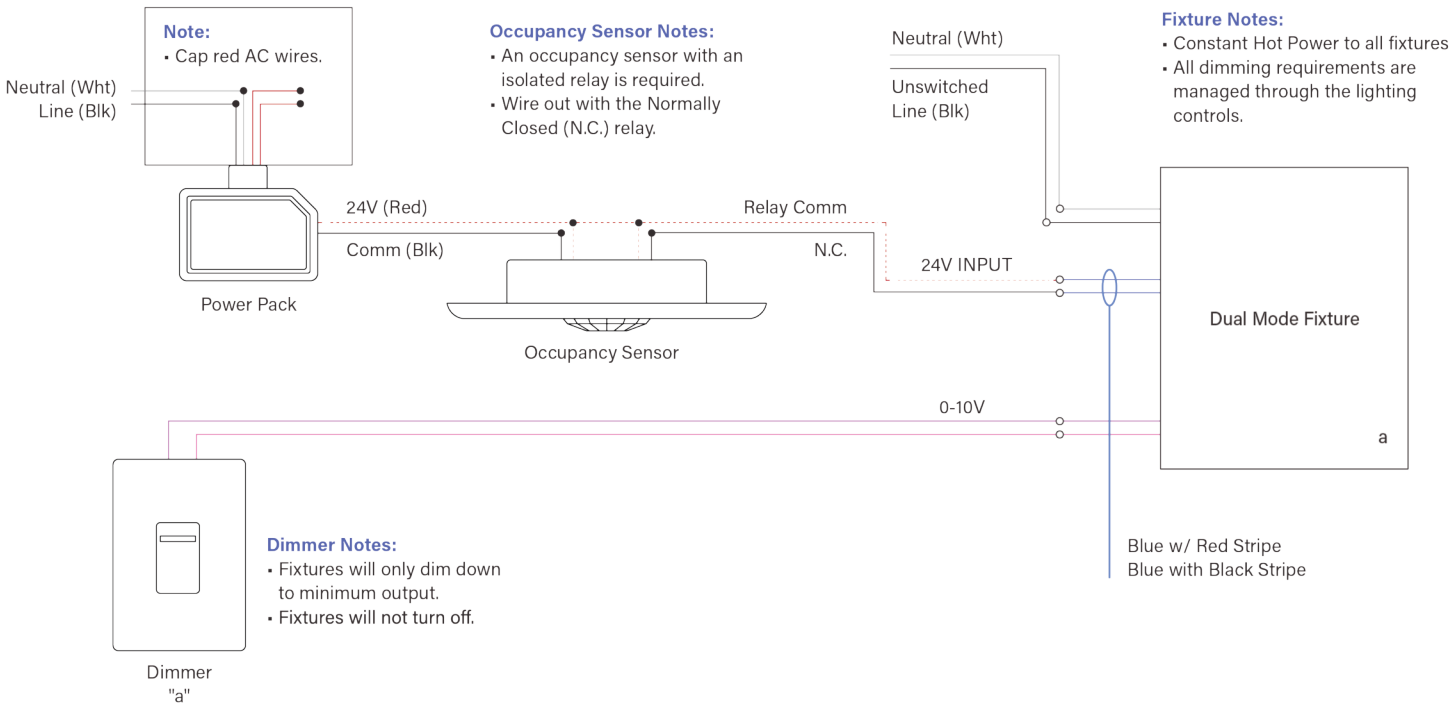 Note:
• Cap red AC wires.
Neutral (Wht)
Line (Blk)
Occupancy Sensor Notes:
• An occupancy sensor with an
isolated relay is required.
• Wire out with the Normally
Closed (N.C.) relay.
Neutral (Wht)
Unswitched
Line (Blk)
Fixture Notes:
• Constant Hot Power to all fixtures
• All dimming requirements are
managed through the lighting
controls.
24V (Red)
Comm (Blk)
Relay Comm
N.C.
24V INPUT
Power Pack
Occupancy Sensor
Dual Mode Fixture
0-10V
a
Dimmer Notes:
• Fixtures will only dim down
to minimum output.
• Fixtures will not turn off.
Blue w/ Red Stripe
Blue with Black Stripe
Dimmer
"a"